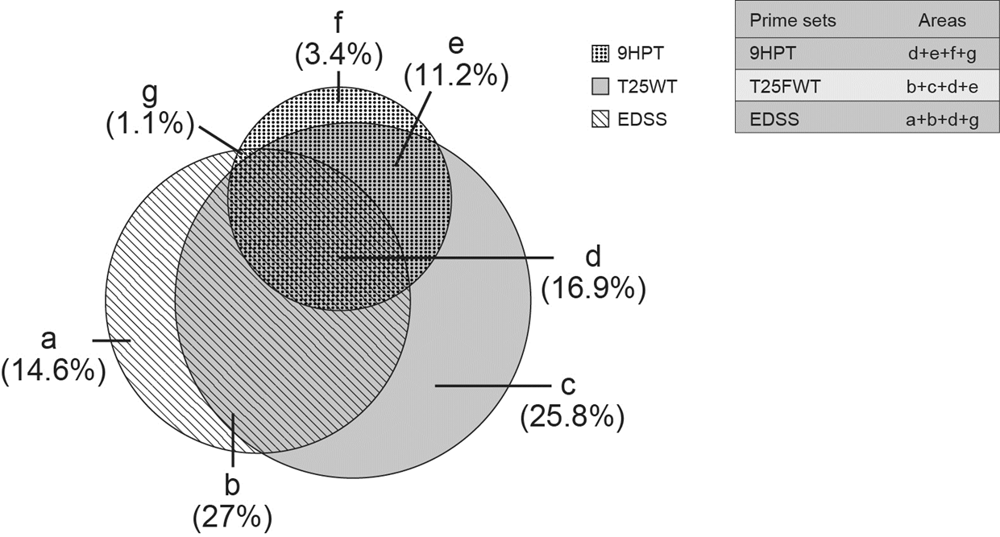 f
(3.4%)
e
(11.2%)
g
(1.1%)
d
(16.9%)
a
(14.6%)
c
(25.8%)
b
(27%)
9HPT
T25WT
EDSS
Prime sets Areas
9HPT d+e+f+g
T25FWT b+c+d+e
EDSS a+b+d+g